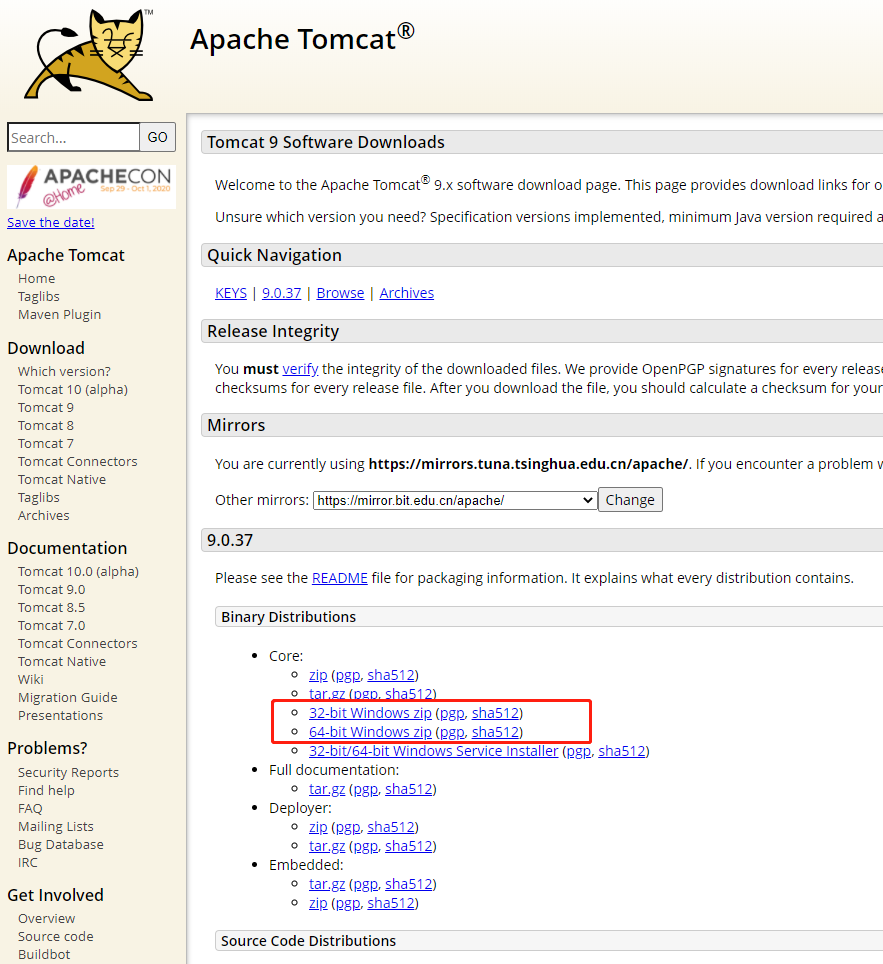 TM
Apache Tomcat®
Search... GO
APACHECON
@Home Sep 29 - Oct 1, 2020
Save the date!
Apache Tomcat
Home
Taglibs
Maven Plugin
Download
Which version?
Tomcat 10 (alpha)
Tomcat 9
Tomcat 8
Tomcat 7
Tomcat Connectors
Tomcat Native
Taglibs
Archives
Documentation
Tomcat 10.0 (alpha)
Tomcat 9.0
Tomcat 8.5
Tomcat 7.0
Tomcat Connectors
Tomcat Native
Wiki
Migration Guide
Presentations
Problems?
Security Reports
Find help
FAQ
Mailing Lists
Bug Database
IRC
Get Involved
Overview
Source code
Buildbot
Tomcat 9 Software Downloads
Welcome to the Apache Tomcat® 9.x software download page. This page provides download links for o
Unsure which version you need? Specification versions implemented, minimum Java version required a
Quick Navigation
KEYS | 9.0.37 | Browse | Archives
Release Integrity
You must verify the integrity of the downloaded files. We provide OpenPGP signatures for every release
checksums for every release file. After you download the file, you should calculate a checksum for your
Mirrors
You are currently using https://mirrors.tuna.tsinghua.edu.cn/apache/. If you encounter a problem w
Other mirrors: https://mirror.bit.edu.cn/apache/ Change
9.0.37
Please see the README file for packaging information. It explains what every distribution contains.
Binary Distributions
Core:
zip (pgp, sha512)
tar.gz (pgp, sha512)
32-bit Windows zip (pgp, sha512)
64-bit Windows zip (pgp, sha512)
32-bit/64-bit Windows Service Installer (pgp, sha512)
Full documentation:
tar.gz (pgp, sha512)
Deployer:
zip (pgp, sha512)
tar.gz (pgp, sha512)
Embedded:
tar.gz (pgp, sha512)
zip (pgp, sha512)
Source Code Distributions